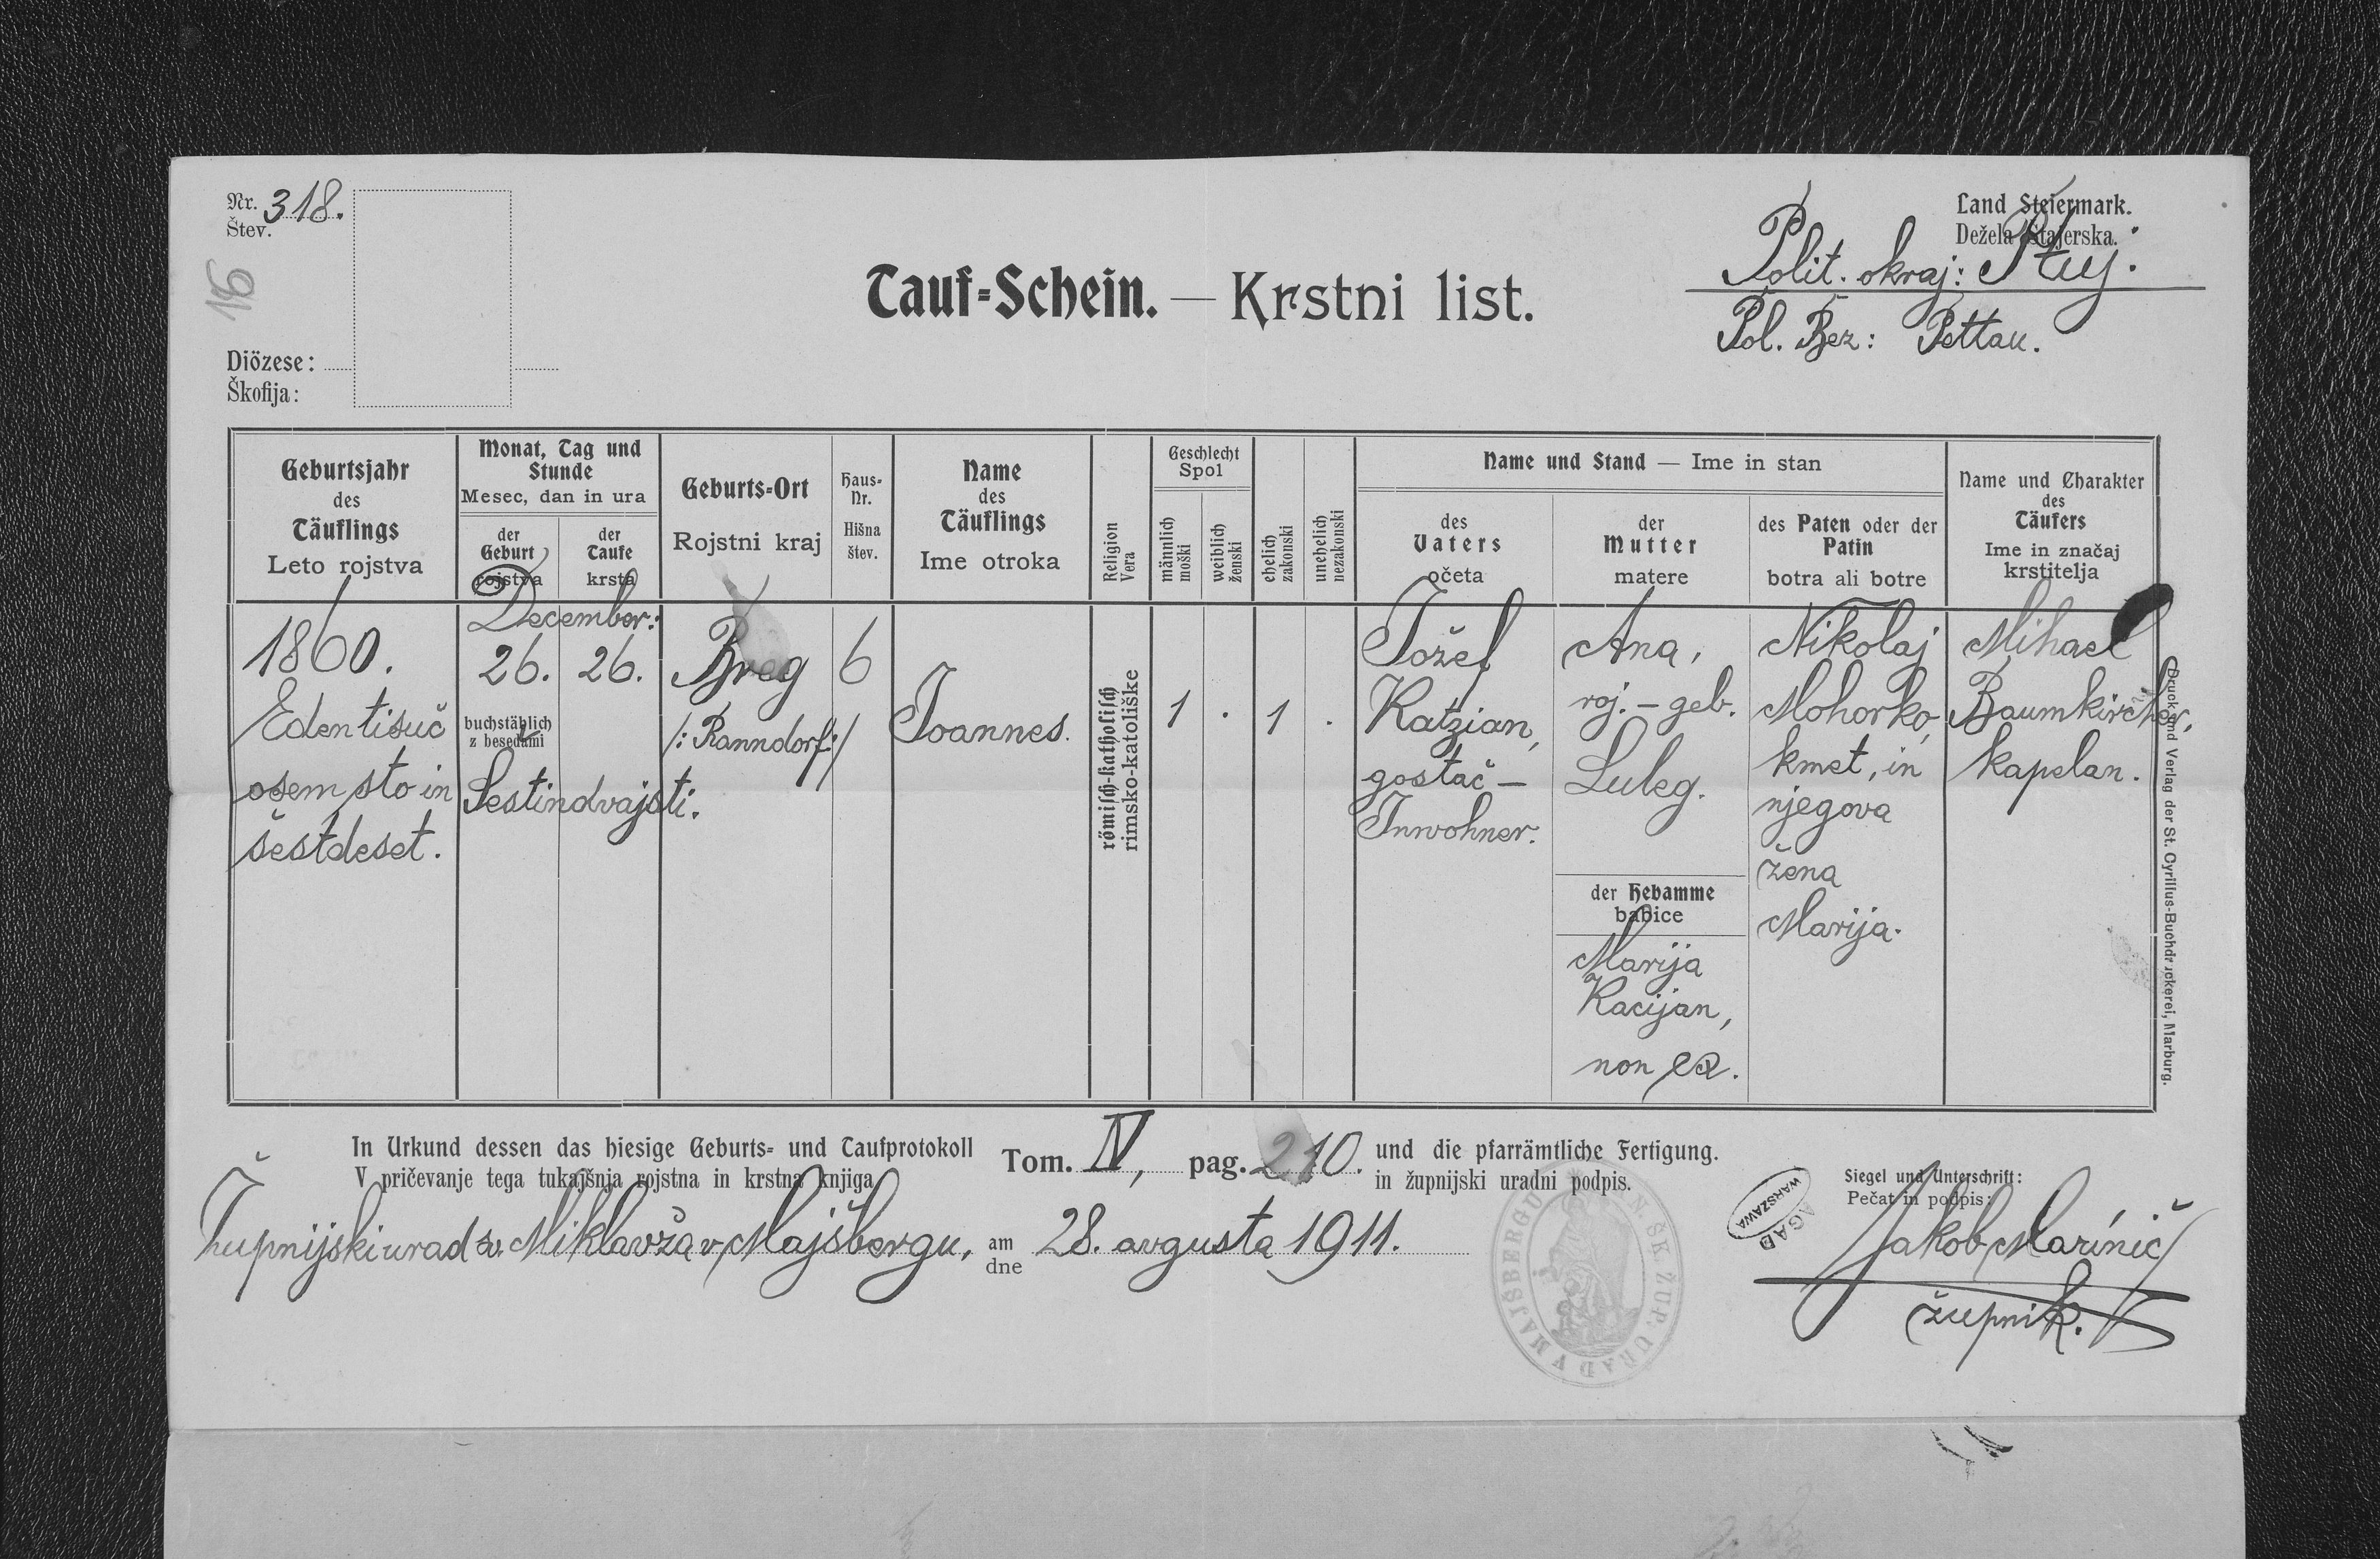 Nr. 318.
Štev.
916
Land Steiermark.
Dežela Štajerska.
Polit. okraj: Ptuj.
Pol. Bez: Pettau.
Tauf-Schein. — Krstni list.
Diözese:
Škofija:
Geburtsjahr
des
Täuflings
Leto rojstva
Monat, Tag und
Stunde
Mesec, dan in ura
der
Geburt
rojstva
der
Taufe
krsta
Geburts-Ort
Rojstni kraj
Haus-
Nr.
Hišna
štev.
Name
des
Täuflings
Ime otroka
Religion
Vera
Geschlecht
Spol
männlich
moški
weiblich
ženski
ehelich
zakonski
unehelich
nezakonski
Name und Stand — Ime in stan
des
Vaters
očeta
der
Mutter
matere
des Paten oder der
Patin
botra ali botre
Name und Charakter
des
Täufers
Ime in značaj
krstitelja
1860.
Eden tisuč
osem sto in
šestdeset.
December:
26. 26.
buchstäblich
z besedami
Šestindvajsti.
Breg
/: Ranndorf :/
6
Joannes.
römisch-katholisch
rimsko-katoliške
1 . 1 .
Jožef
Katzian,
gostač —
Inwohner.
Ana,
roj. - geb.
Luleg.
der Hebamme
babice
Marija
Kacijan,
non ex.
Nikolaj
Mohorko,
kmet, in
njegova
žena
Marija.
Mihael
Baumkircher,
kapelan.
Druck und Verlag der St. Cyrillus-Buchdruckerei, Marburg.
In Urkund dessen das hiesige Geburts- und Taufprotokoll
V pričevanje tega tukajšnja rojstna in krstna knjiga
Tom. IV, pag. 210.
und die pfarrämtliche Fertigung.
in župnijski uradni podpis.
Župnijski urad sv. Miklavža v Majšbergu, am
dne
28. avgusta 1911.
Siegel und Unterschrift:
Pečat in podpis:
AGAD
WARSZAWA
N. ŠK. ŽUP. URAD V MAJŠBERGU
Jakob Marinič
župnik.